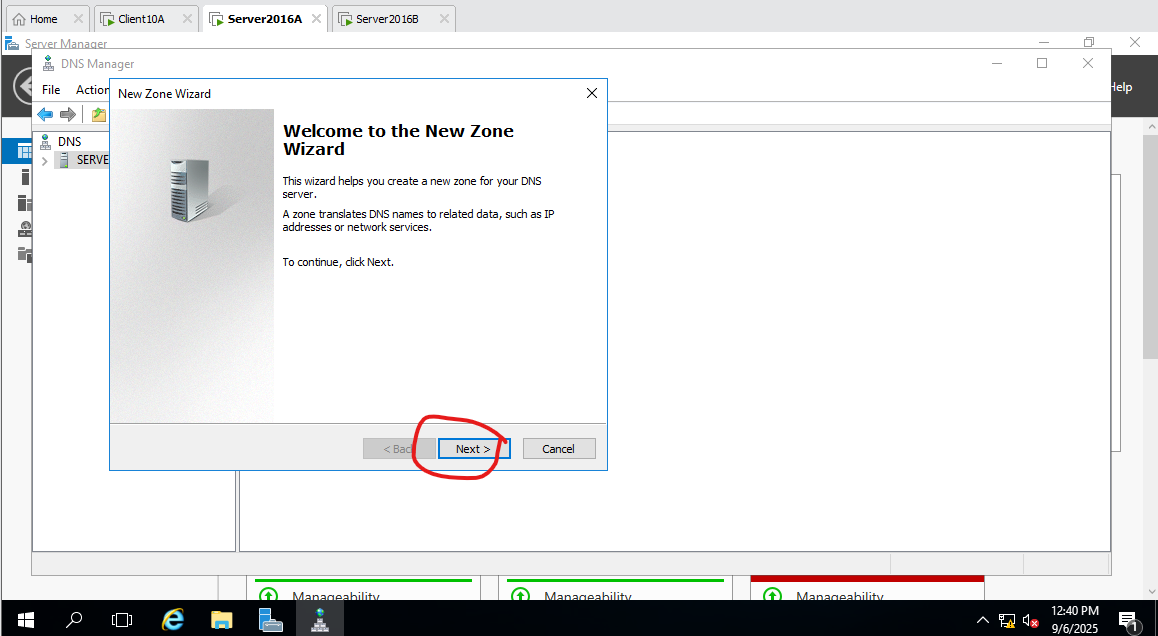 Home
Client10A
Server2016A
Server2016B
Server Manager
DNS Manager
File
Action
Help
New Zone Wizard
DNS
SERVE
Welcome to the New Zone
Wizard
This wizard helps you create a new zone for your DNS
server.
A zone translates DNS names to related data, such as IP
addresses or network services.
To continue, click Next.
< Back
Next >
Cancel
Manageability
Manageability
Manageability
12:40 PM
9/6/2025
1